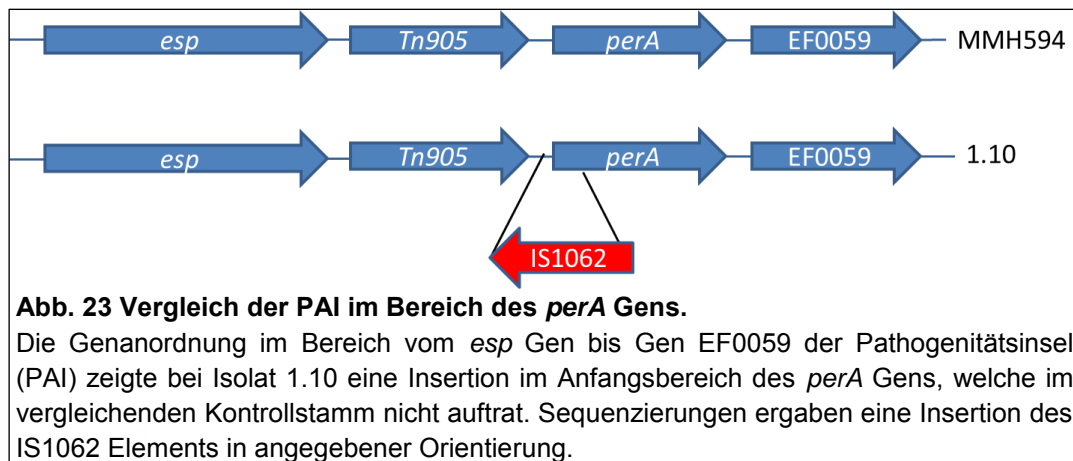 esp Tn905 perA EF0059 MMH594
esp Tn905 perA EF0059 1.10
IS1062
Abb. 23 Vergleich der PAI im Bereich des perA Gens.
Die Genanordnung im Bereich vom esp Gen bis Gen EF0059 der Pathogenitätsinsel
(PAI) zeigte bei Isolat 1.10 eine Insertion im Anfangsbereich des perA Gens, welche im
vergleichenden Kontrollstamm nicht auftrat. Sequenzierungen ergaben eine Insertion des
IS1062 Elements in angegebener Orientierung.